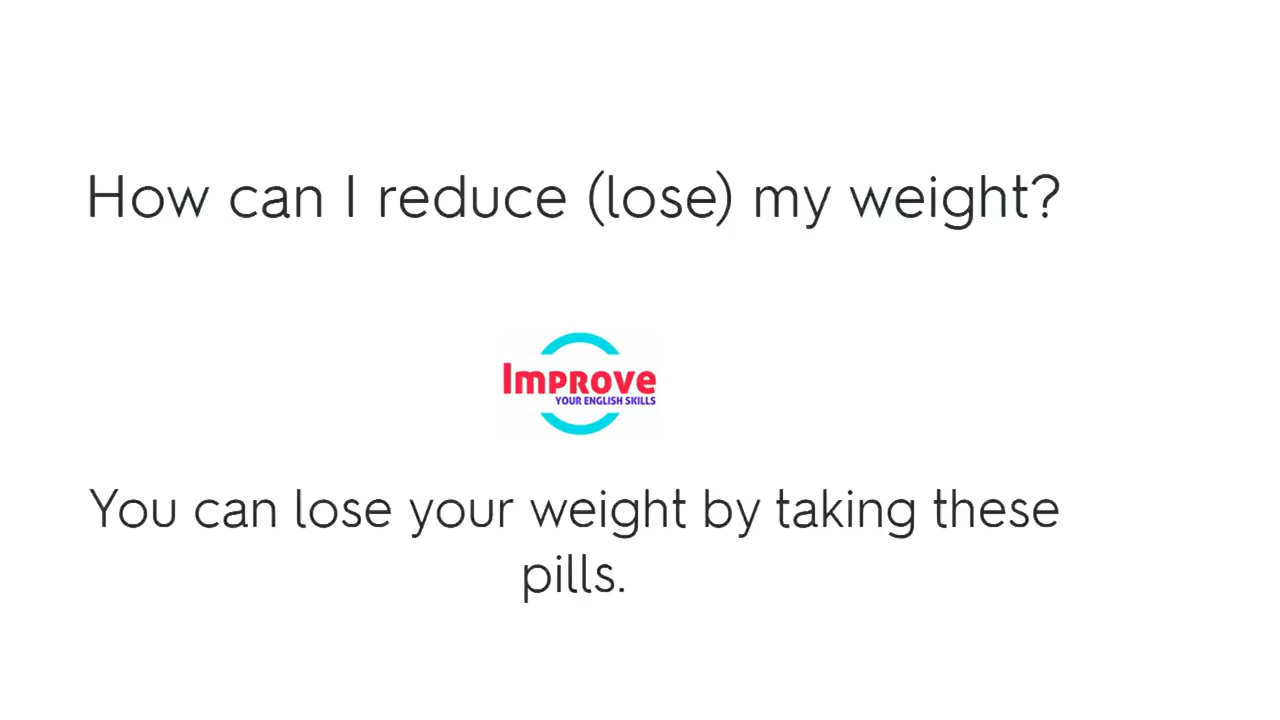 How can I reduce (lose) my weight?
Improve
YOUR ENGLISH SKILLS
You can lose your weight by taking these
pills.